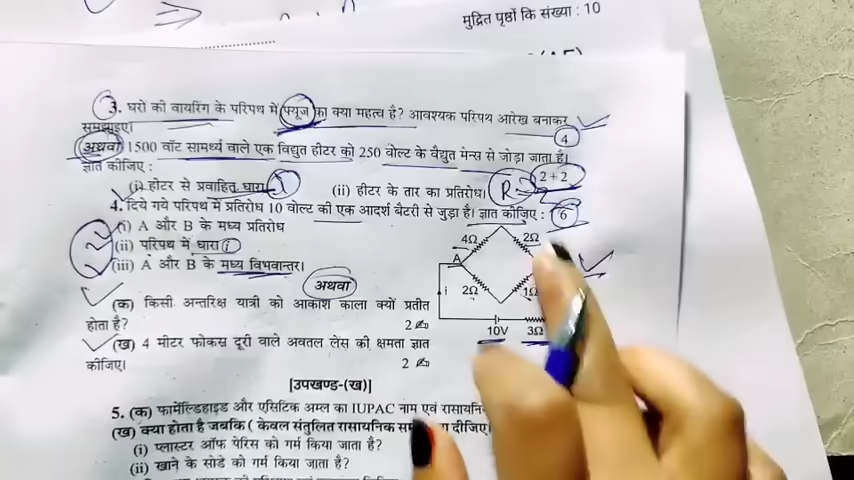 मुद्रित पृष्ठों कि संख्या : 10
3. घरों की वायरिंग के परिपथ में फ्यूज का क्या महत्व है? आवश्यक परिपथ आरेख बनाकर
समझाइए। 4
अथवा 1500 वॉट सामर्थ्य वाले एक विद्युत हीटर को 250 वोल्ट के वैद्युत मेन्स से जोड़ा जाता है।
ज्ञात कीजिए : 2+2
(i) हीटर से प्रवाहित धारा (ii) हीटर के तार का प्रतिरोध। R
4. दिये गये परिपथ में प्रतिरोध 10 वोल्ट की एक आदर्श बैटरी से जुड़ा है। ज्ञात कीजिए : 6
(i) A और B के मध्य प्रतिरोध
(ii) परिपथ में धारा i
(iii) A और B के मध्य विभवान्तर।
4Ω 2Ω
A
2Ω 1Ω
i
10V 3Ω
अथवा
(क) किसी अन्तरिक्ष यात्री को आकाश काला क्यों प्रतीत
होता है? 2
(ख) 4 मीटर फोकस दूरी वाले अवतल लेंस की क्षमता ज्ञात
कीजिए। 2
[उपखण्ड-(ख)]
5. (क) फार्मेल्डिहाइड और एसिटिक अम्ल का IUPAC नाम एवं
(ख) क्या होता है जबकि ( केवल संतुलित रासायनिक दीजिए
(i) प्लास्टर ऑफ पेरिस को गर्म किया जाता है?
(ii) खाने के सोडे को गर्म किया जाता है?